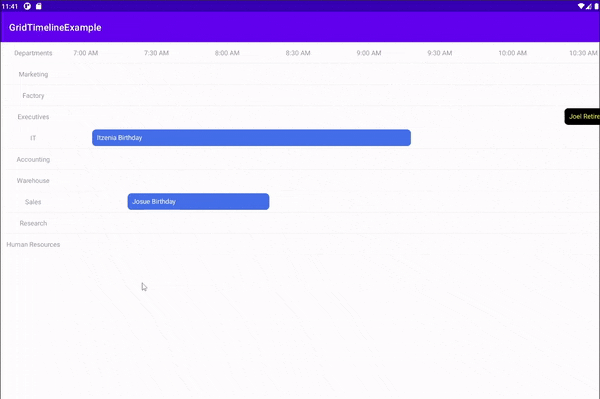 11:41
GridTimelineExample
Departments 7:00 AM 7:30 AM 8:00 AM 8:30 AM 9:00 AM 9:30 AM 10:00 AM 10:30 AM
Marketing
Factory
Executives Joel Retire
IT Itzenia Birthday
Accounting
Warehouse
Sales Josue Birthday
Research
Human Resources